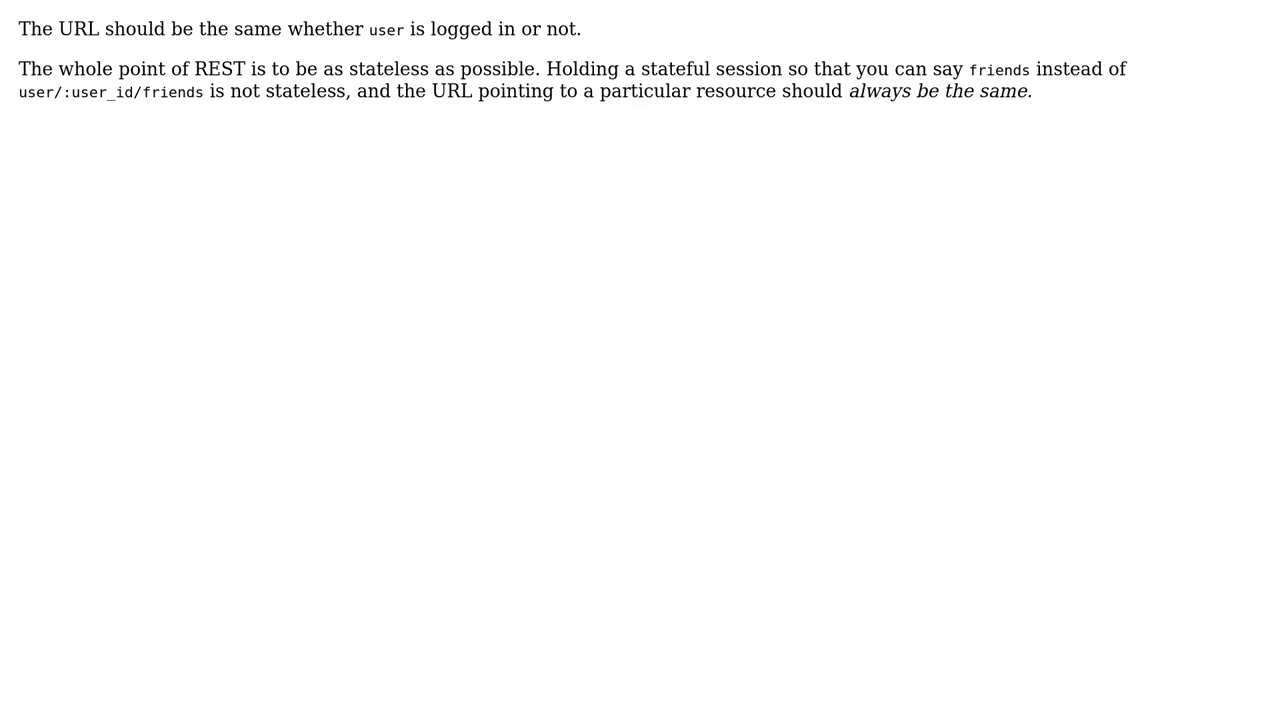 The URL should be the same whether user is logged in or not.
The whole point of REST is to be as stateless as possible. Holding a stateful session so that you can say friends instead of
user/:user_id/friends is not stateless, and the URL pointing to a particular resource should always be the same.